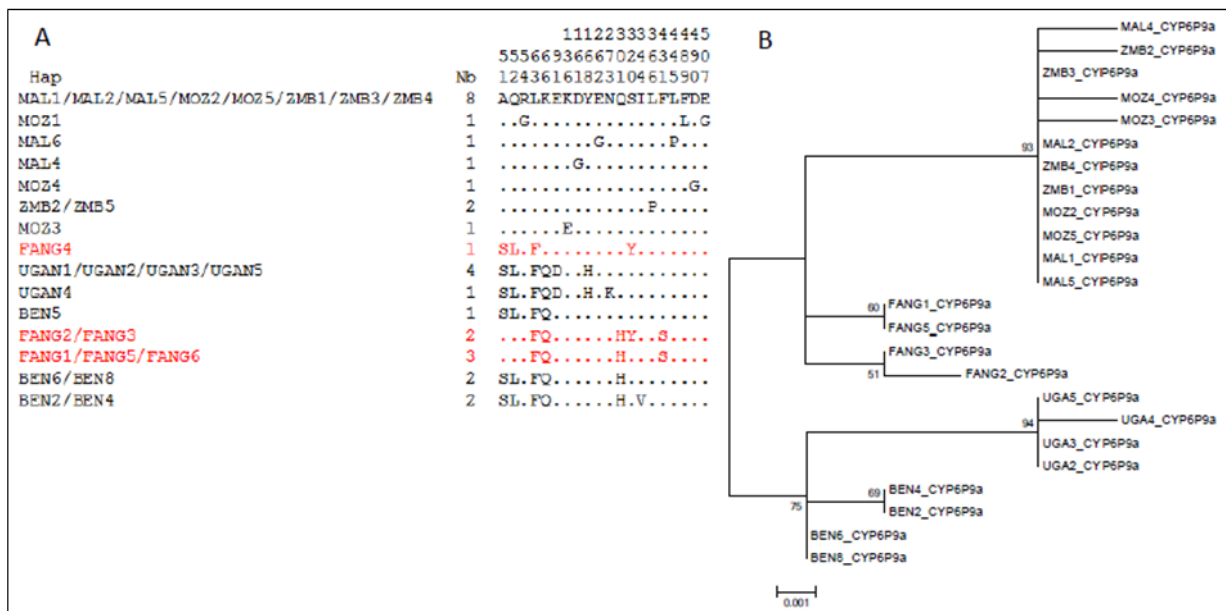 A
B
11122333344445
55566936667024634890
Hap Nb 12436161823104615907
MAL1/MAL2/MAL5/MOZ2/MOZ5/ZMB1/ZMB3/ZMB4 8 AQRLKEKDYENQSILFLFDE
MOZ1 1 ..G...............L.G
MAL6 1 .........G......P...
MAL4 1 .......G............
MOZ4 1 ..................G.
ZMB2/ZMB5 2 ..............P.....
MOZ3 1 ......E.............
FANG4 1 SL.F........Y.......
UGAN1/UGAN2/UGAN3/UGAN5 4 SL.FQD..H...........
UGAN4 1 SL.FQD..H.K.........
BEN5 1 SL.FQ...............
FANG2/FANG3 2 ...FQ......HY..S....
FANG1/FANG5/FANG6 3 ...FQ......H...S....
BEN6/BEN8 2 SL.FQ......H........
BEN2/BEN4 2 SL.FQ......H.V......
MAL4_CYP6P9a
ZMB2_CYP6P9a
ZMB3_CYP6P9a
MOZ4_CYP6P9a
MOZ3_CYP6P9a
93
MAL2_CYP6P9a
ZMB4_CYP6P9a
ZMB1_CYP6P9a
MOZ2_CYP6P9a
MOZ5_CYP6P9a
MAL1_CYP6P9a
MAL5_CYP6P9a
60
FANG1_CYP6P9a
FANG5_CYP6P9a
FANG3_CYP6P9a
51
FANG2_CYP6P9a
UGA5_CYP6P9a
94
UGA4_CYP6P9a
UGA3_CYP6P9a
UGA2_CYP6P9a
69
BEN4_CYP6P9a
75
BEN2_CYP6P9a
BEN6_CYP6P9a
BEN8_CYP6P9a
0.001